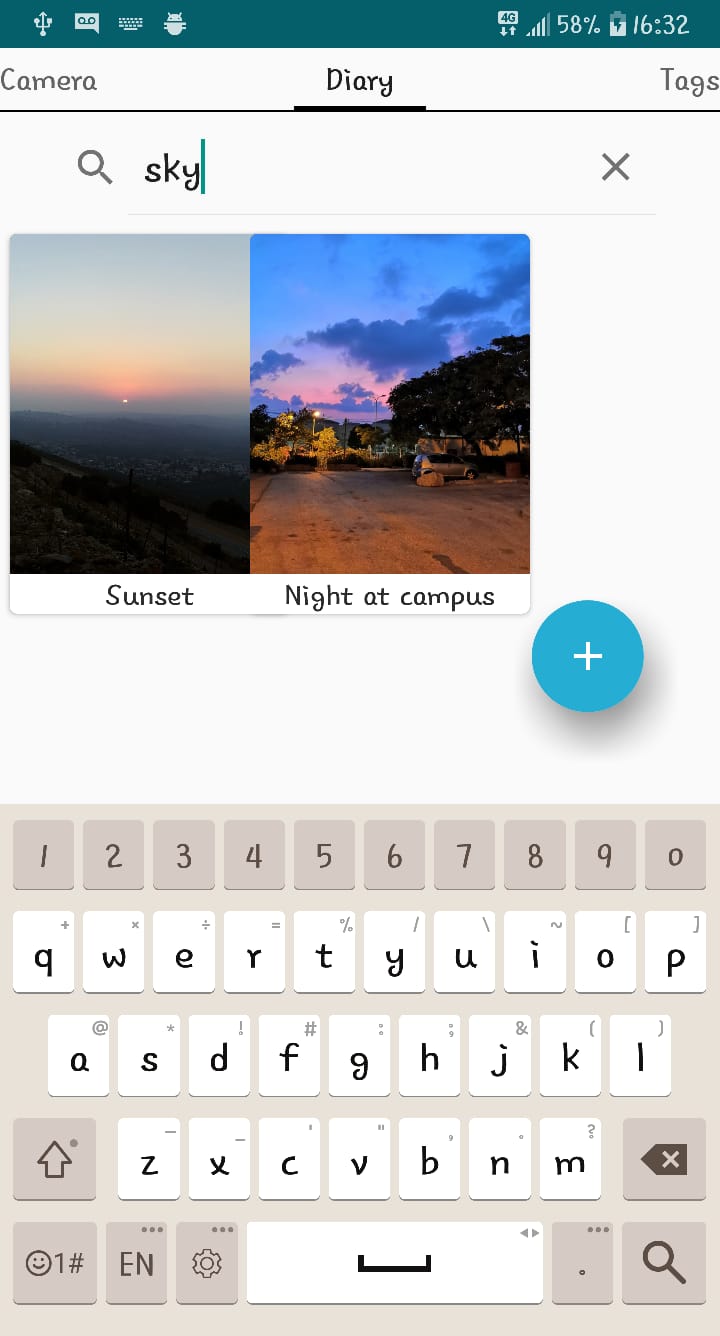 4G 58% 16:32
Camera Diary Tags
sky
Sunset Night at campus
+
1 2 3 4 5 6 7 8 9 0
+ × ÷ = % / \ ~ [ ]
q w e r t y u i o p
@ * ! # : ; & ( )
a s d f g h j k l
— _ ' " , . ?
z x c v b n m
1# EN .